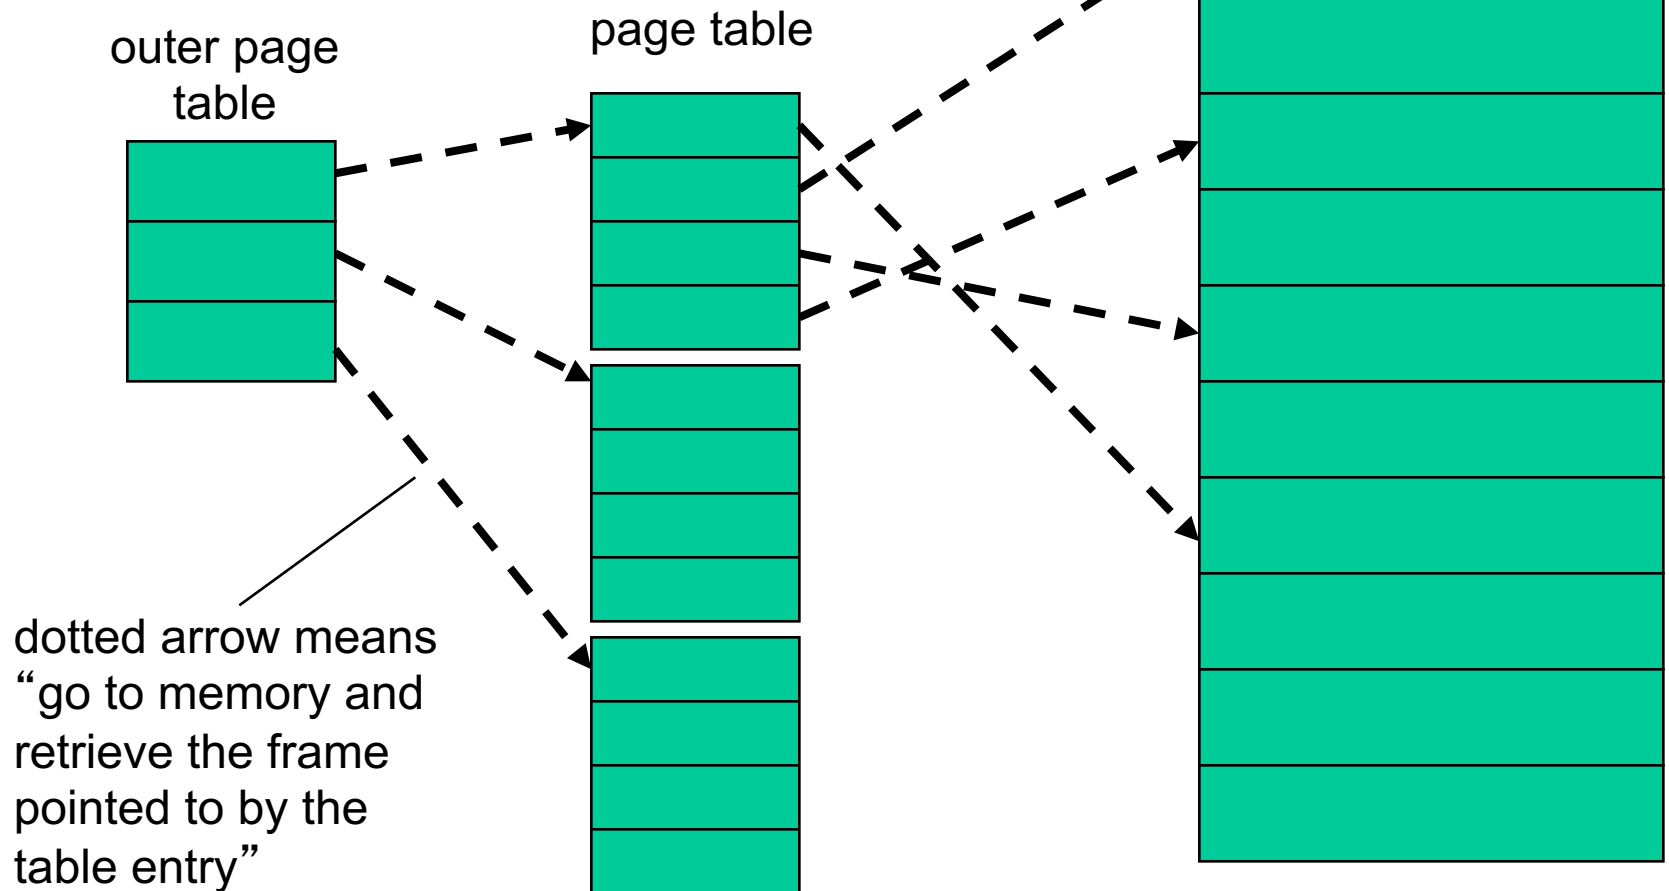 outer page
table
page table
dotted arrow means
“go to memory and
retrieve the frame
pointed to by the
table entry”